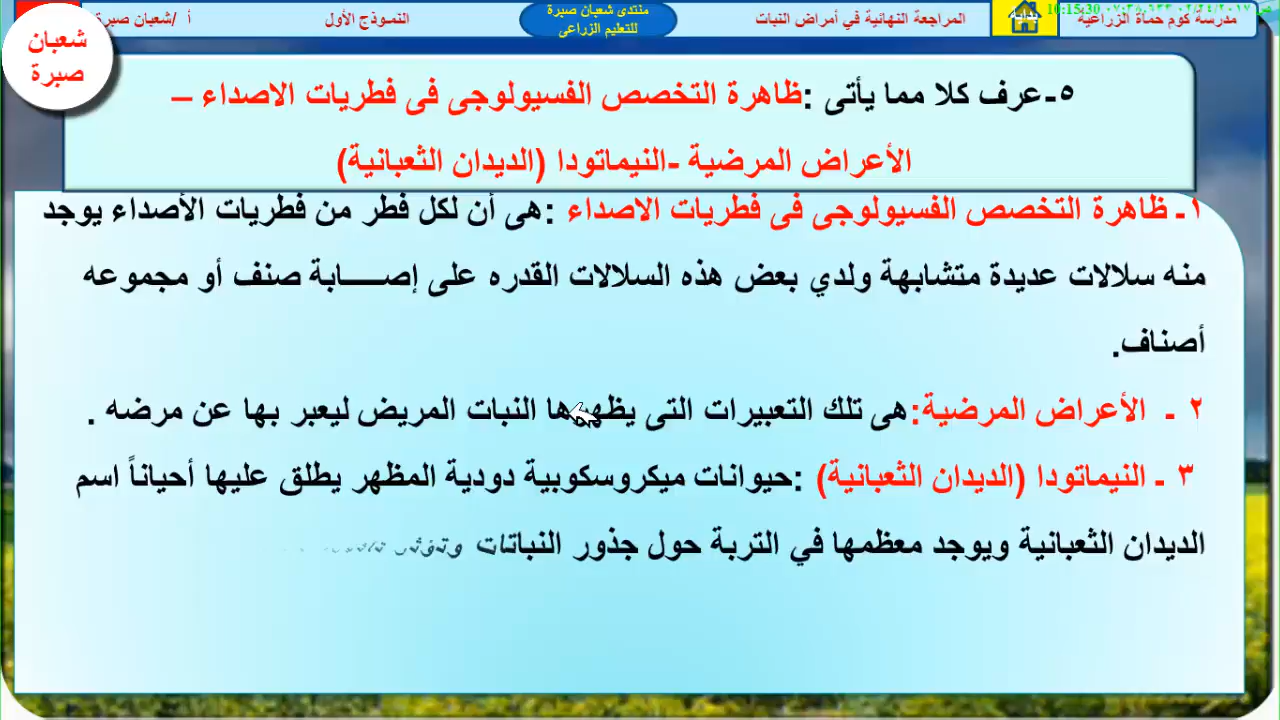 مدرسة كوم حماة الزراعية
المراجعة النهائية في أمراض النبات
منتدى شعبان صبرة
للتعليم الزراعى
النموذج الأول
أ /شعبان صبرة
شعبان
صبرة
٥-عرف كلا مما يأتى :ظاهرة التخصص الفسيولوجى فى فطريات الاصداء –
الأعراض المرضية -النيماتودا (الديدان الثعبانية)
١- ظاهرة التخصص الفسيولوجى فى فطريات الاصداء :هى أن لكل فطر من فطريات الأصداء يوجد
منه سلالات عديدة متشابهة ولدي بعض هذه السلالات القدره على إصـــــابة صنف أو مجموعه
أصناف.
٢ - الأعراض المرضية:هى تلك التعبيرات التى يظهرها النبات المريض ليعبر بها عن مرضه .
٣ - النيماتودا (الديدان الثعبانية) :حيوانات ميكروسكوبية دودية المظهر يطلق عليها أحياناً اسم
الديدان الثعبانية ويوجد معظمها في التربة حول جذور النباتات